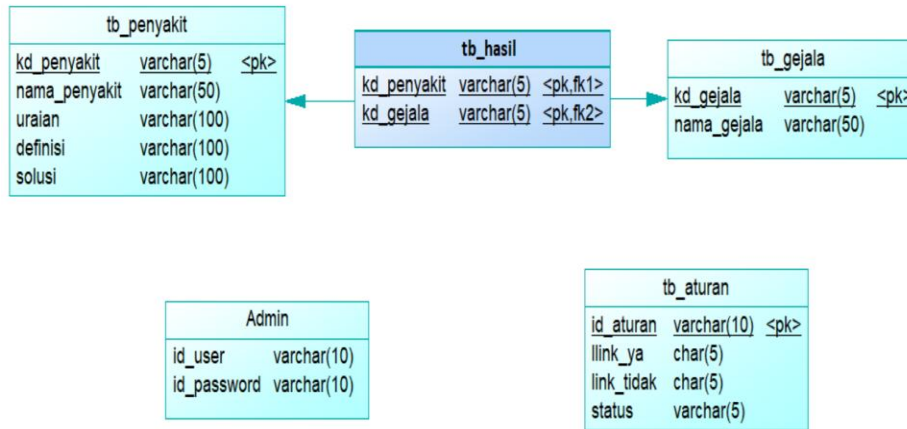 tb_penyakit
kd_penyakit varchar(5) <pk>
nama_penyakit varchar(50)
uraian varchar(100)
definisi varchar(100)
solusi varchar(100)
tb_hasil
kd_penyakit varchar(5) <pk,fk1>
kd_gejala varchar(5) <pk,fk2>
tb_gejala
kd_gejala varchar(5) <pk>
nama_gejala varchar(50)
Admin
id_user varchar(10)
id_password varchar(10)
tb_aturan
id_aturan varchar(10) <pk>
llink_ya char(5)
link_tidak char(5)
status varchar(5)